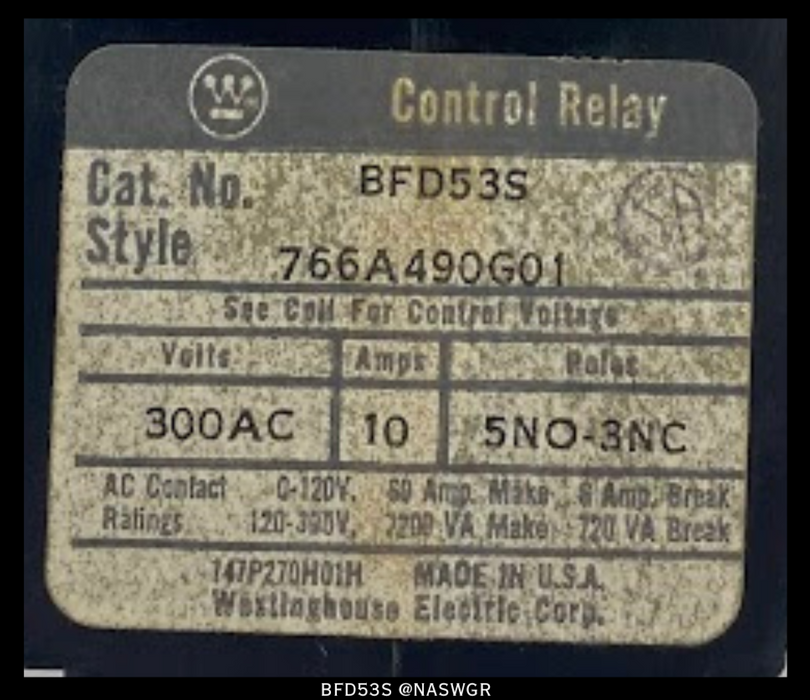 W
Control Relay
Cat. No. BFD53S
SA
Style 766A490G01
See Coil For Control Voltage
Volts Amps Poles
300AC 10 5NO-3NC
AC Contact 0-120V. 60 Amp. Make 6 Amp. Break
Ratings 120-300V. 7200 VA Make 720 VA Break
147P270H01H MADE IN U.S.A.
Westinghouse Electric Corp.
BFD53S @NASWGR